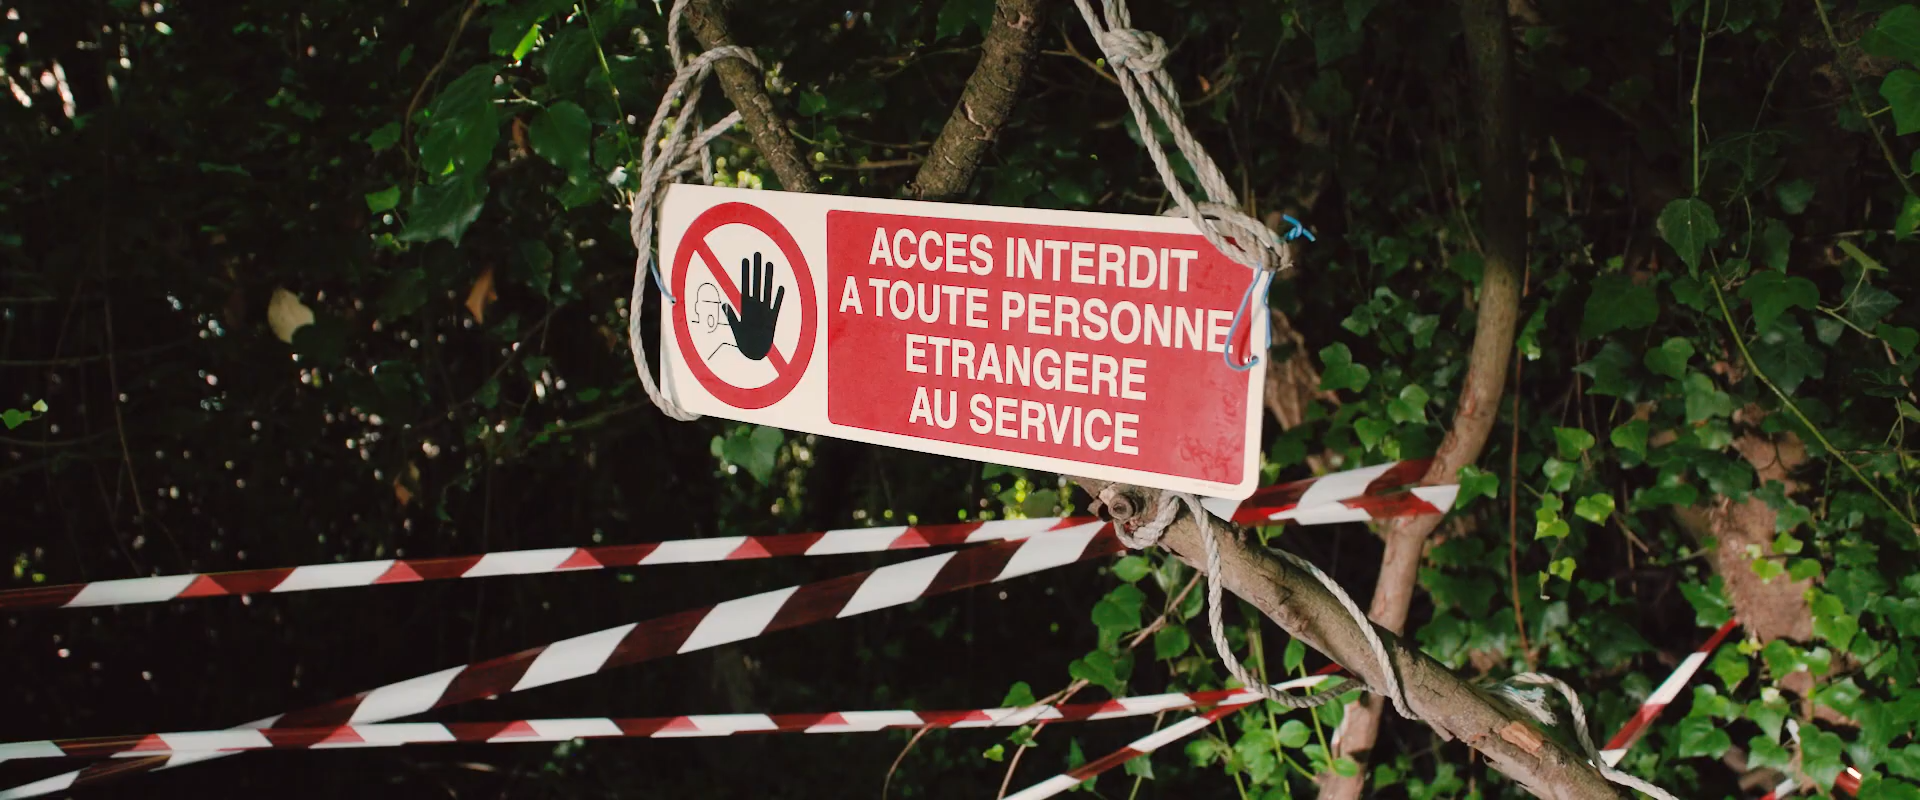 ACCES INTERDIT
A TOUTE PERSONNE
ETRANGERE
AU SERVICE